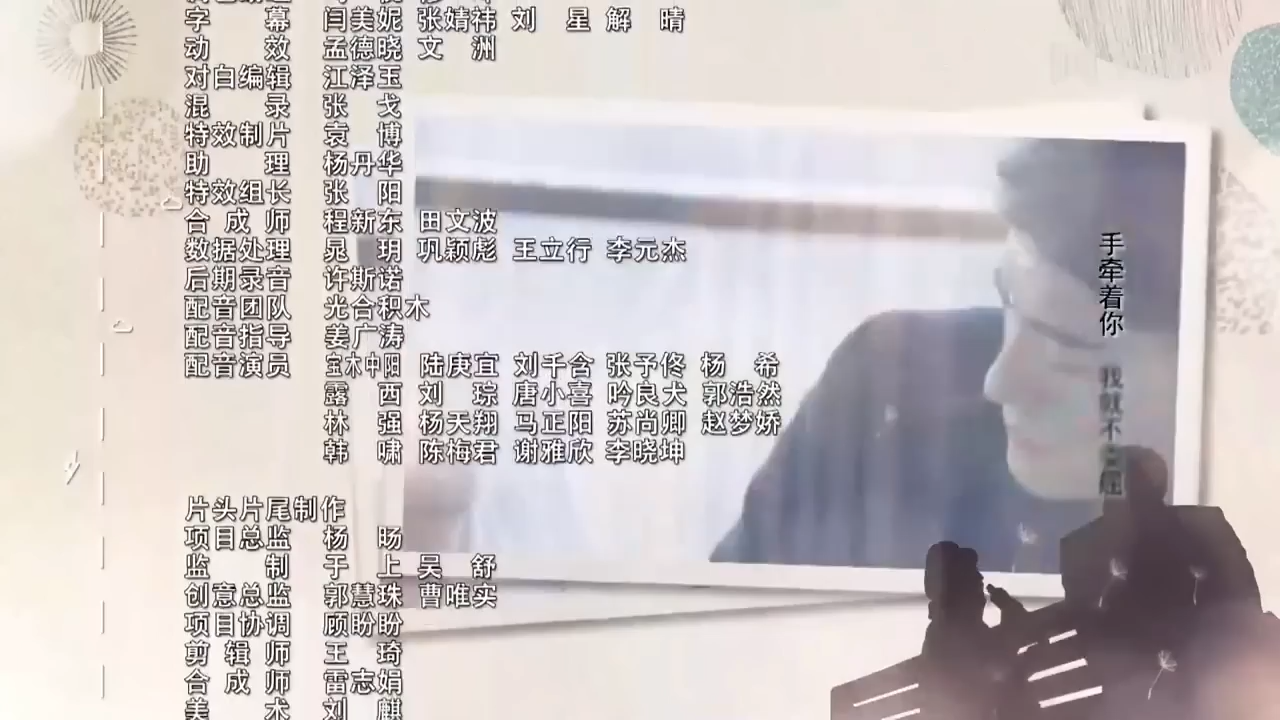 字幕 闫美妮 张婧祎 刘星 解晴
动效 孟德晓 文洲
对白编辑 江泽玉
混录 张戈
特效制片 袁博
助理 杨丹华
特效组长 张阳
合成师 程新东 田文波
数据处理 晁玥 巩颖彪 王立行 李元杰
后期录音 许斯诺
配音团队 光合积木
配音指导 姜广涛
配音演员 宝木中阳 陆庚宜 刘千含 张予佟 杨希
露西 刘琮 唐小喜 吟良犬 郭浩然
林强 杨天翔 马正阳 苏尚卿 赵梦娇
韩啸 陈梅君 谢雅欣 李晓坤
片头片尾制作
项目总监 杨旸
监制 于上 吴舒
创意总监 郭慧珠 曹唯实
项目协调 顾盼盼
剪辑师 王琦
合成师 雷志娟
美术 刘麒
手牵着你 我就不